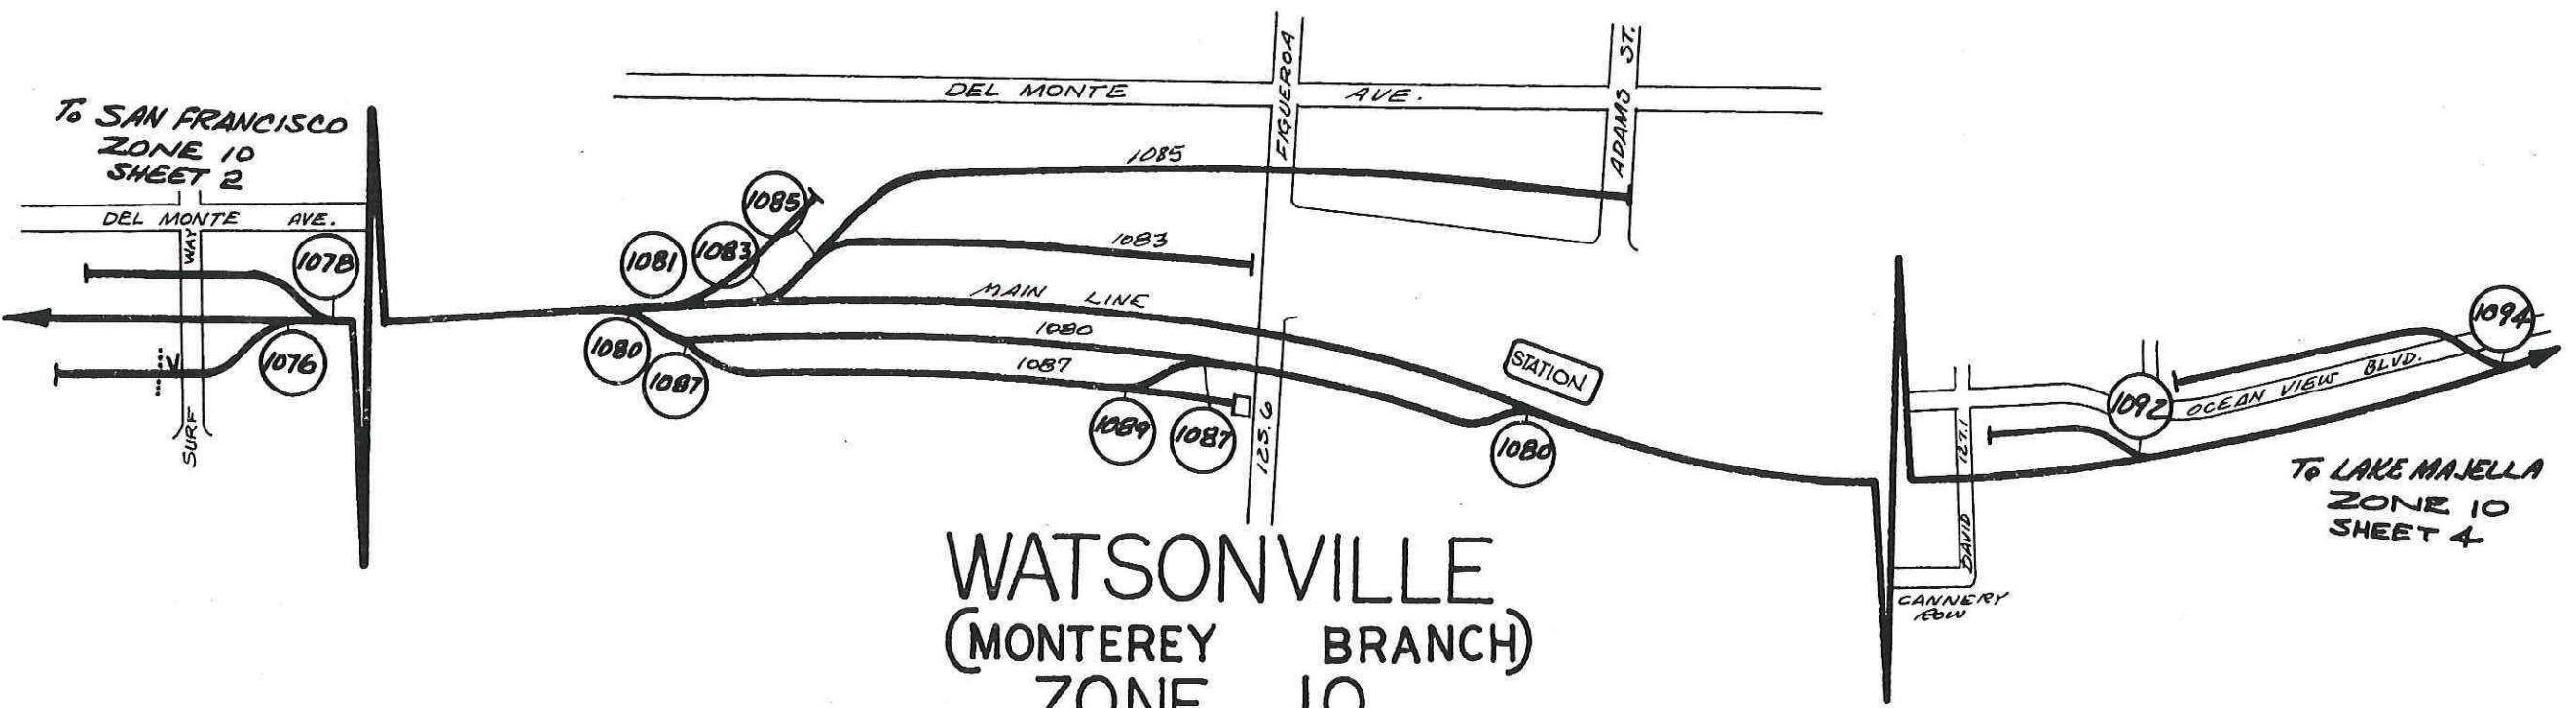 To SAN FRANCISCO
ZONE 10
SHEET 2
DEL MONTE AVE.
SURF WAY
1078
1076
V
DEL MONTE AVE.
FIGUEROA
ADAMS ST.
1085
1085
1083
1083
1081
MAIN LINE
1080
1080
1087
1087
1089
1087
125.6
STATION
1080
1094
1092
OCEAN VIEW BLVD.
127.1
DAVID
CANNERY
ROW
To LAKE MAJELLA
ZONE 10
SHEET 4
WATSONVILLE
(MONTEREY BRANCH)
ZONE 10